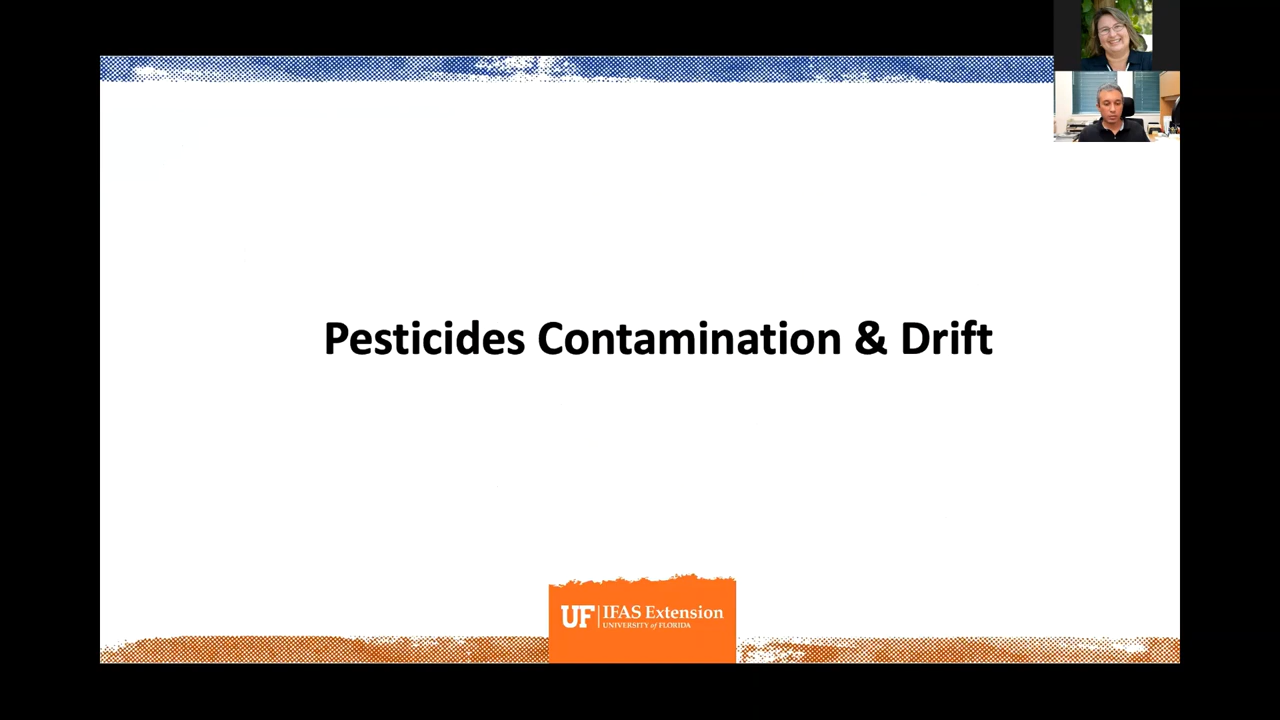 Pesticides Contamination & Drift
UF IFAS Extension
UNIVERSITY of FLORIDA